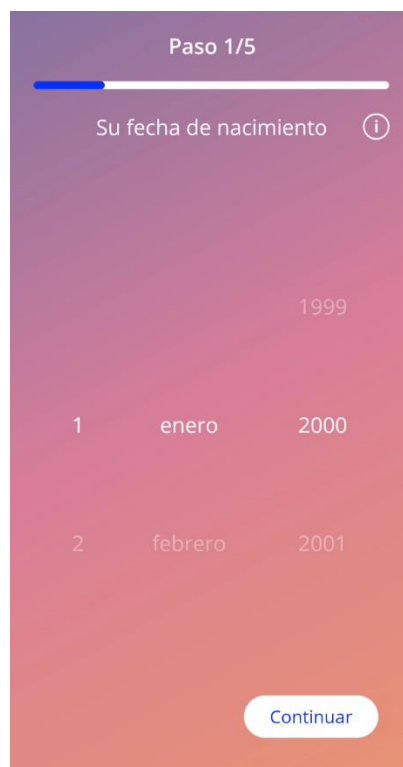 Paso 1/5
Su fecha de nacimiento i
1999
1 enero 2000
2 febrero 2001
Continuar